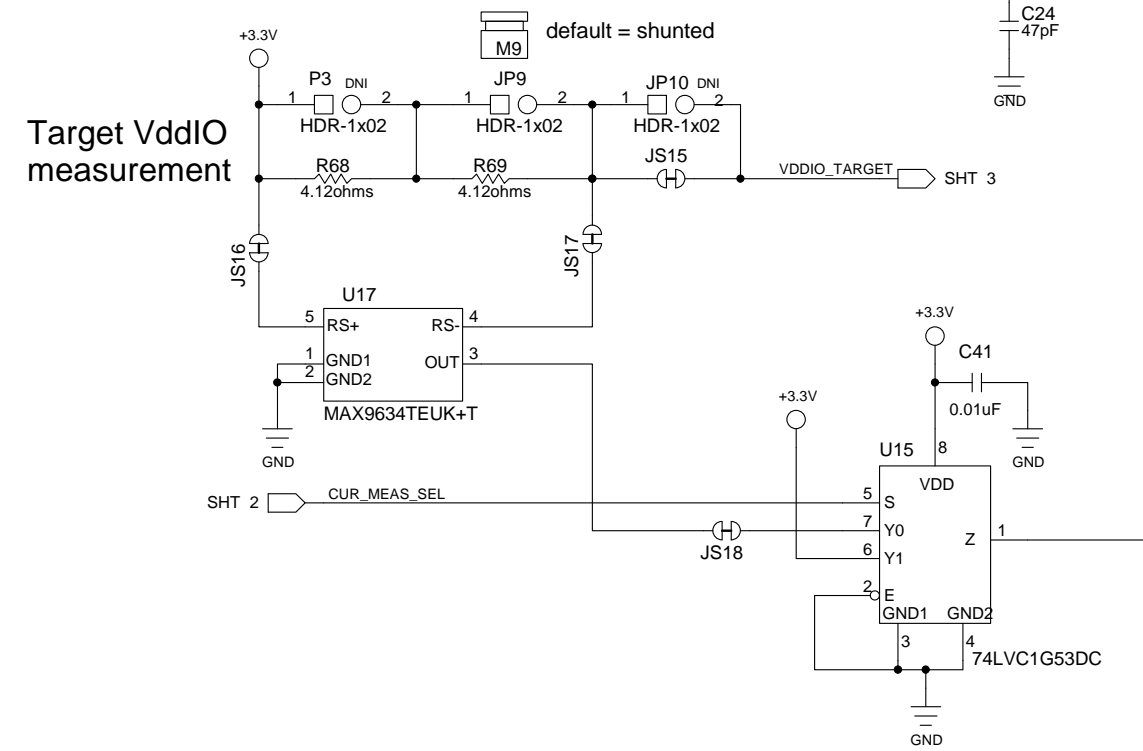 C24
47pF
GND
+3.3V
M9
default = shunted
P3
DNI
1
2
HDR-1x02
JP9
1
2
HDR-1x02
JP10
DNI
1
2
HDR-1x02
Target VddIO
measurement
R68
4.12ohms
R69
4.12ohms
JS15
VDDIO_TARGET
SHT 3
JS16
JS17
U17
5
RS+
RS-
4
1
GND1
OUT
3
2
GND2
MAX9634TEUK+T
GND
+3.3V
C41
0.01uF
GND
+3.3V
U15
8
VDD
SHT 2
CUR_MEAS_SEL
5
S
7
Y0
JS18
6
Y1
Z
1
2
E
GND1
GND2
3
4
74LVC1G53DC
GND